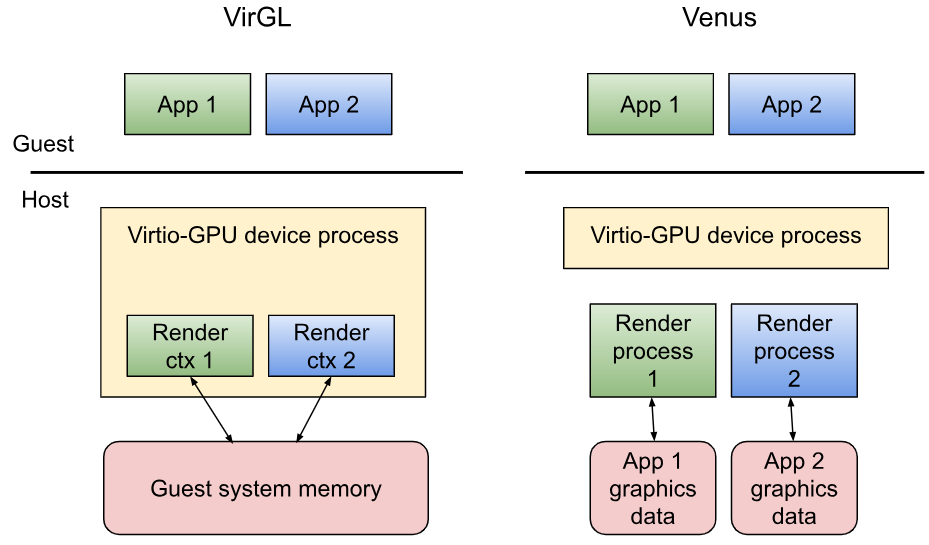 VirGL
App 1
App 2
Guest
Host
Virtio-GPU device process
Render
ctx 1
Render
ctx 2
Guest system memory
Venus
App 1
App 2
Virtio-GPU device process
Render
process
1
Render
process
2
App 1
graphics
data
App 2
graphics
data